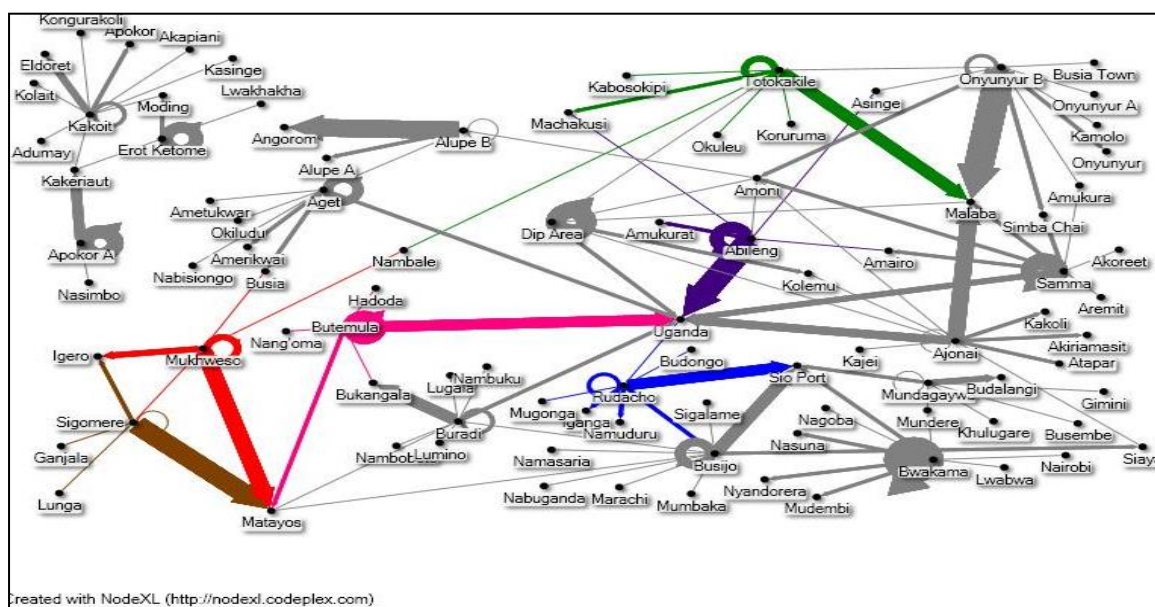 Kongurakoli
Apokor
Akapiani
Eldoret
Kasinge
Kolait
Moding
Lwakhakha
Kakoit
Adumay
Erot Ketome
Angorom
Alupe B
Kakeriaut
Alupe A
Aget
Ametukwar
Okiludu
Apokor A
Amerikwai
Nabisiongo
Nasimbo
Busia
Nambale
Totokakile
Kabosokipi
Machakusi
Okuleu
Koruruma
Asinge
Onyunyur B
Busia Town
Onyunyur A
Kamolo
Onyunyur
Amoni
Amukura
Malaba
Simba Chai
Dip Area
Amukurat
Abileng
Amairo
Akoreet
Kolemu
Samma
Aremit
Hadoda
Butemula
Uganda
Nang'oma
Kakoli
Akiriamasit
Ajonai
Atapar
Kajei
Igero
Mukhweso
Budongo
Sio Port
Nambuku
Lugala
Bukangala
Rudacho
Mundagaywa
Budalangi
Gimini
Mugonga
Iganga
Sigalame
Namuduru
Nagoba
Mundere
Khulugare
Busembe
Sigomere
Buradi
Lumino
Ganjala
Nasuna
Namasaria
Busijo
Bwakama
Nairobi
Lwabwa
Nabuganda
Marachi
Mumbaka
Nyandorera
Mudembi
Lunga
Matayos
Created with NodeXL (http://nodexl.codeplex.com)